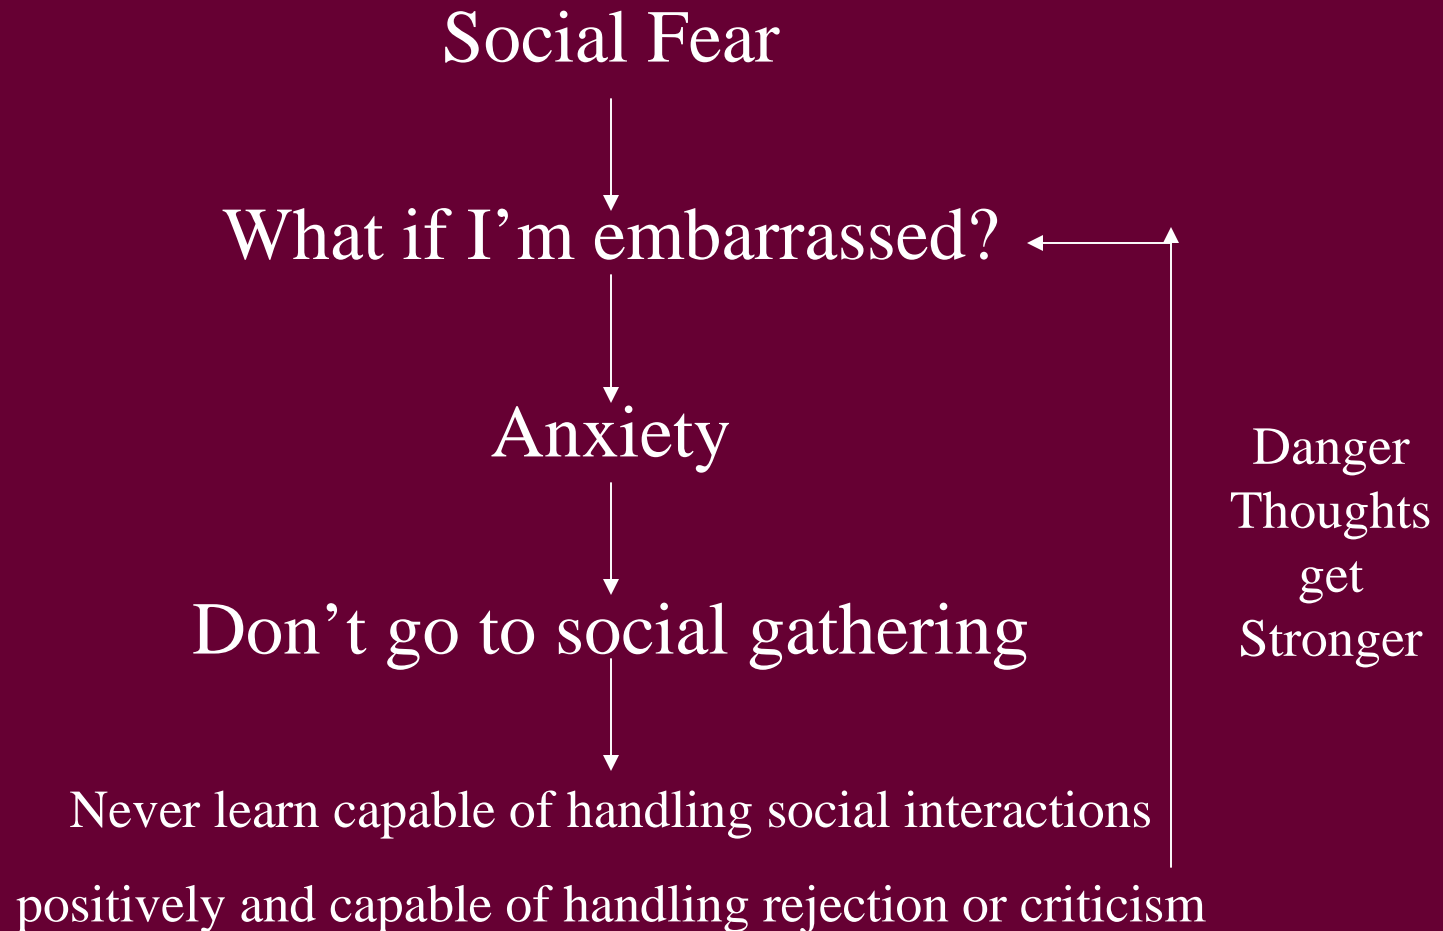 Social Fear
What if I’m embarrassed?
Anxiety
Don’t go to social gathering
Never learn capable of handling social interactions
positively and capable of handling rejection or criticism
Danger
Thoughts
get
Stronger